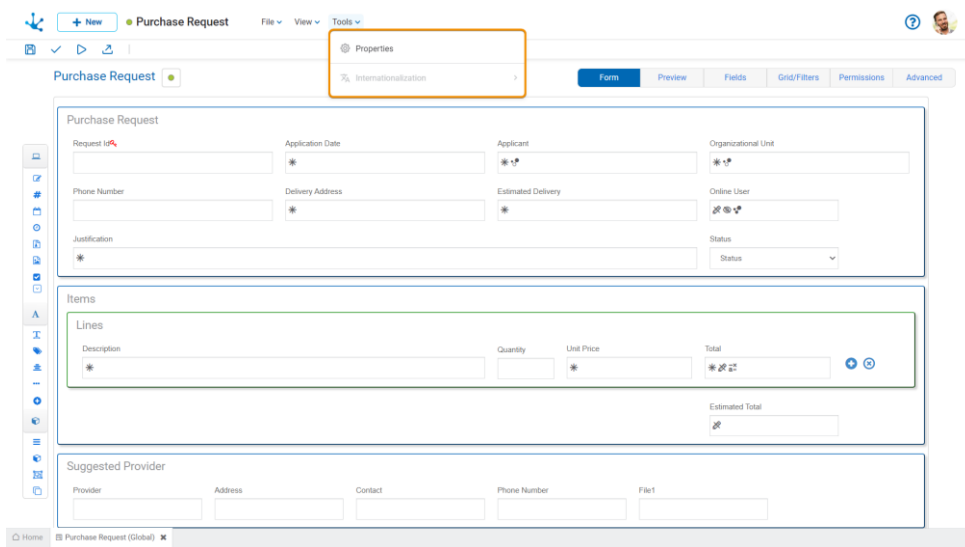 + New
Purchase Request
File
View
Tools
Properties
Internationalization
Purchase Request
Form
Preview
Fields
Grid/Filters
Permissions
Advanced
Purchase Request
Request Id
Application Date
Applicant
Organizational Unit
Phone Number
Delivery Address
Estimated Delivery
Online User
Justification
Status
Status
Items
Lines
Description
Quantity
Unit Price
Total
Estimated Total
Suggested Provider
Provider
Address
Contact
Phone Number
File1
Home
Purchase Request (Global)